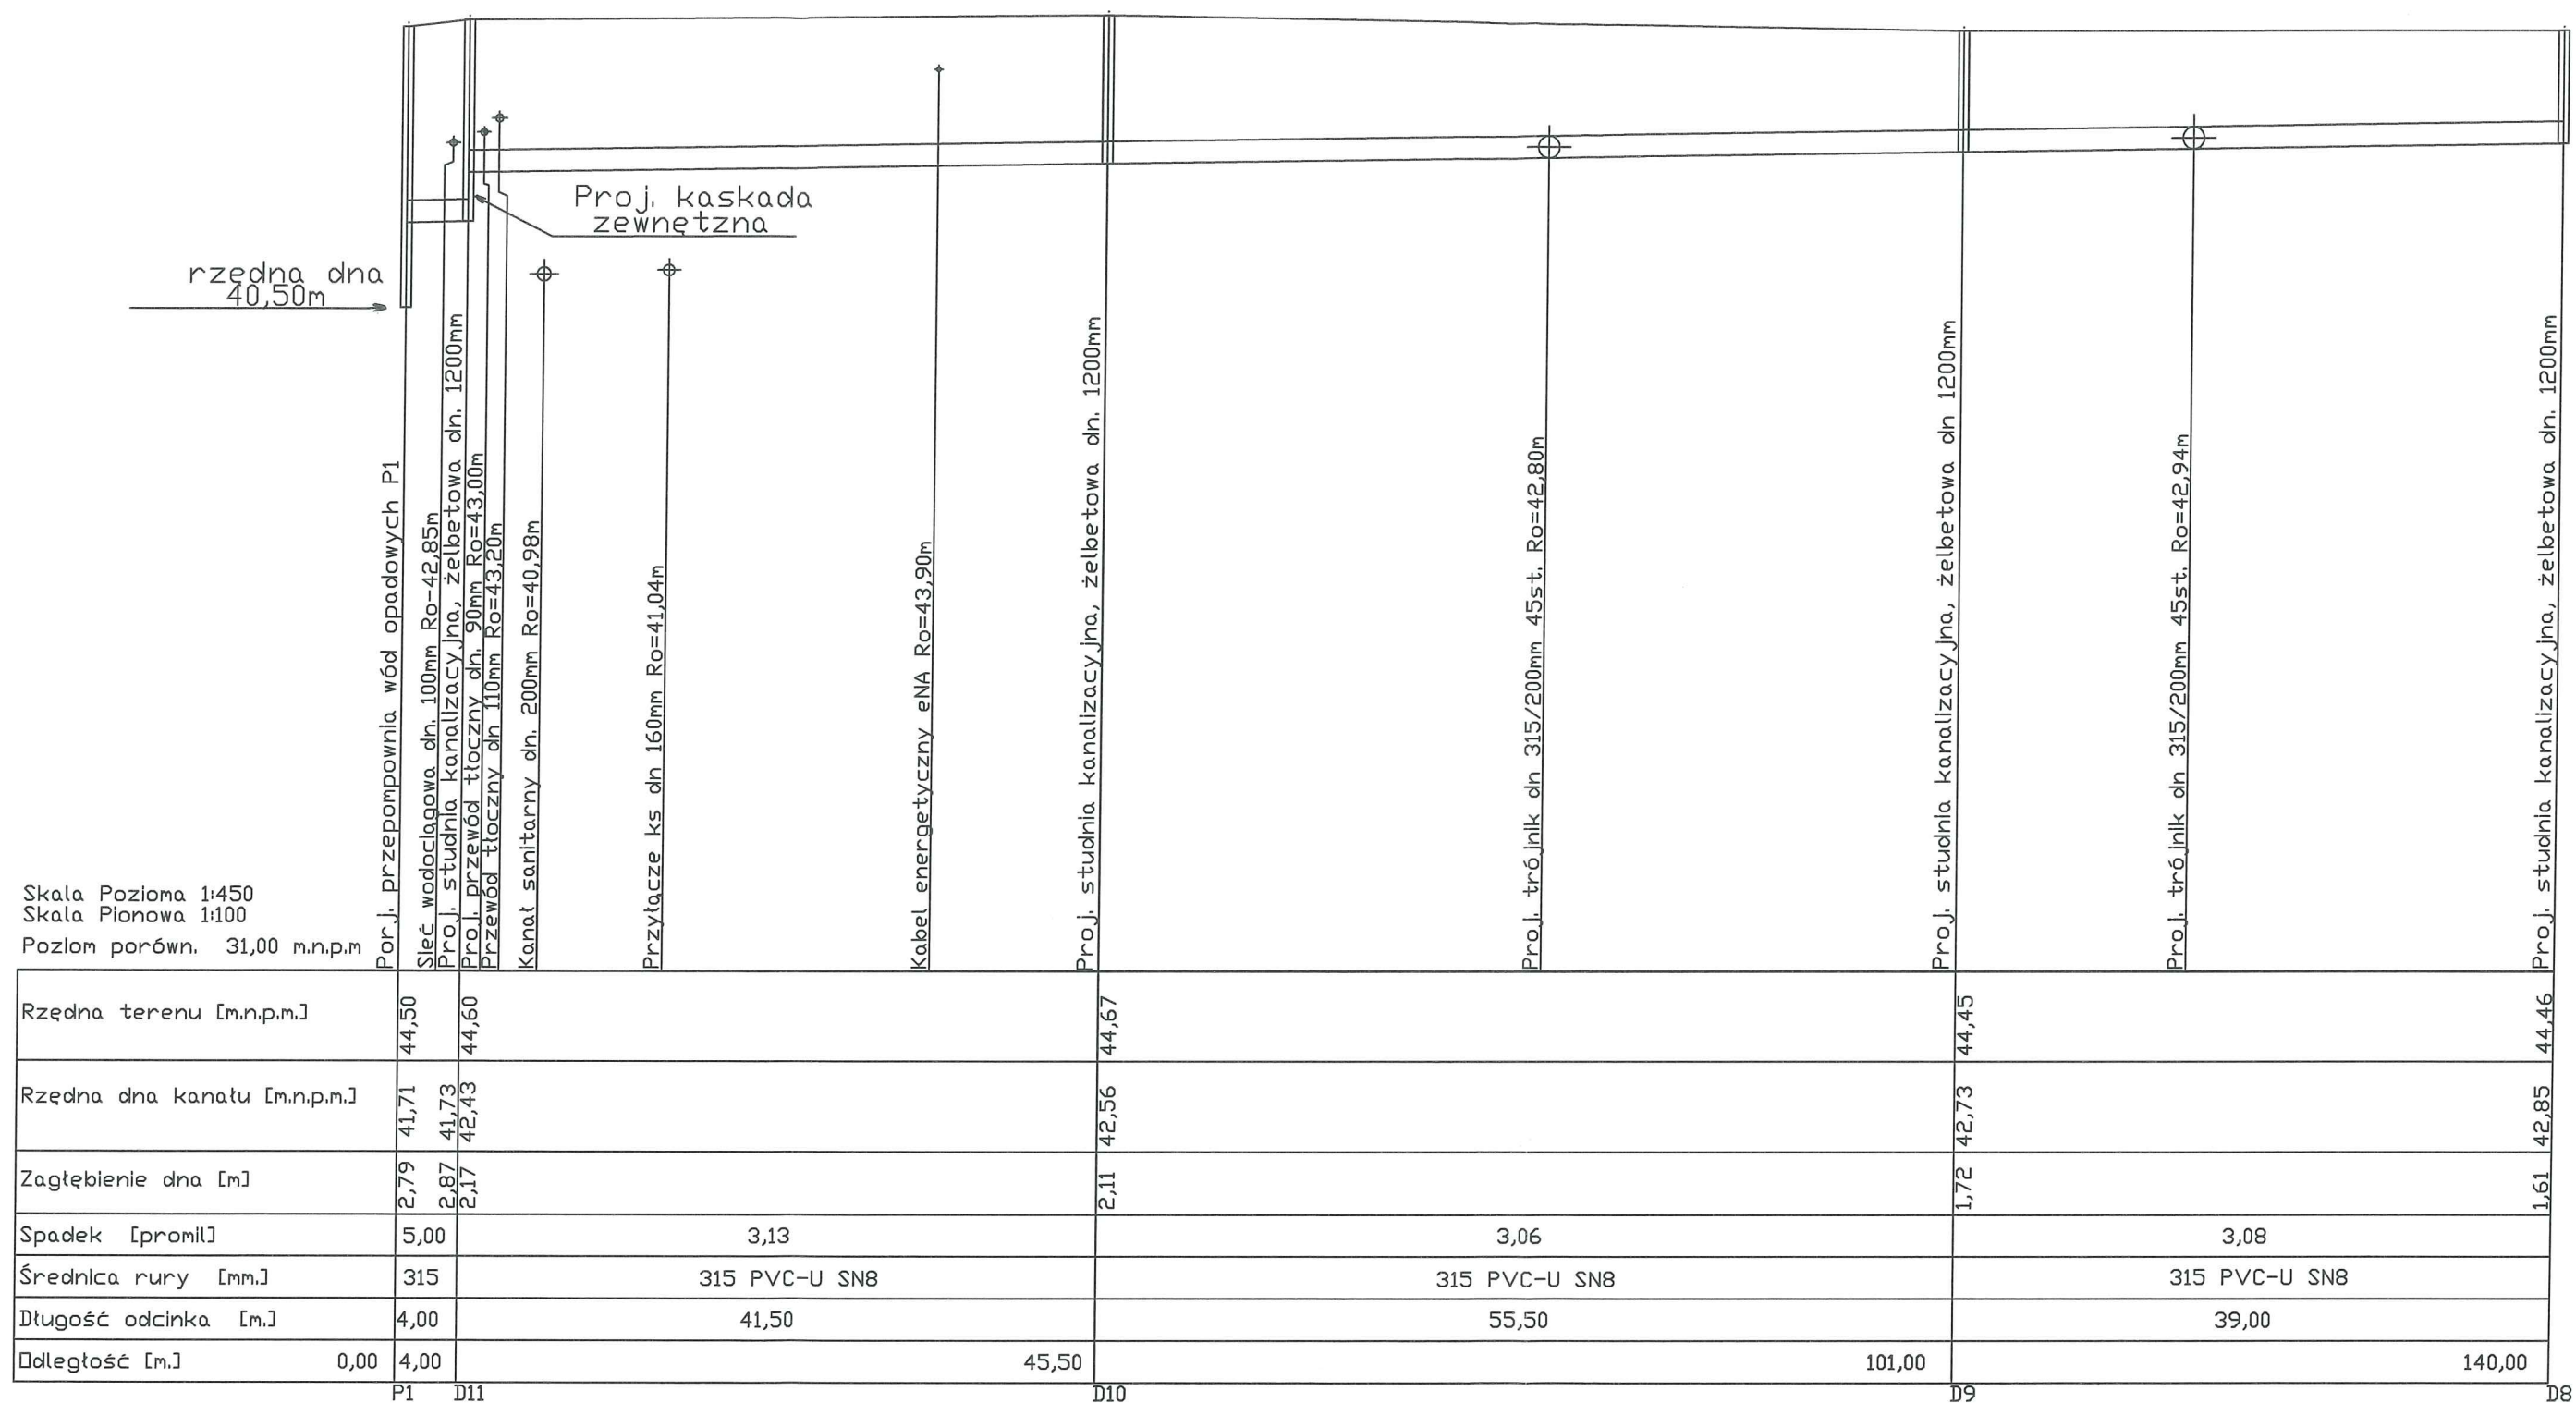 Proj. kaskada
zewnętzna
rzędna dna
40,50m
Porj. przepompownia wód opadowych P1
Sieć wodociągowa dn. 100mm Ro-42,85m
Proj. studnia kanalizacyjna, żelbetowa dn. 1200mm
Proj. przewód tłoczny dn. 90mm Ro=43,00m
Przewód tłoczny dn 110mm Ro=43,20m
Kanał sanitarny dn. 200mm Ro=40,98m
Przyłącze ks dn 160mm Ro=41,04m
Kabel energetyczny eNA Ro=43,90m
Proj. studnia kanalizacyjna, żelbetowa dn. 1200mm
Proj. trójnik dn 315/200mm 45st. Ro=42,80m
Proj. studnia kanalizacyjna, żelbetowa dn 1200mm
Proj. trójnik dn 315/200mm 45st. Ro=42,94m
Proj. studnia kanalizacyjna, żelbetowa dn. 1200mm
Skala Pozioma 1:450
Skala Pionowa 1:100
Poziom porówn. 31,00 m.n.p.m
Rzędna terenu [m.n.p.m.] 44,50 44,60 44,67 44,45 44,46
Rzędna dna kanału [m.n.p.m.] 41,71 41,73 42,43 42,56 42,73 42,85
Zagłębienie dna [m] 2,79 2,87 2,17 2,11 1,72 1,61
Spadek [promil] 5,00 3,13 3,06 3,08
Średnica rury [mm.] 315 315 PVC-U SN8 315 PVC-U SN8 315 PVC-U SN8
Długość odcinka [m.] 4,00 41,50 55,50 39,00
Odległość [m.] 0,00 4,00 45,50 101,00 140,00
P1 D11 D10 D9 D8